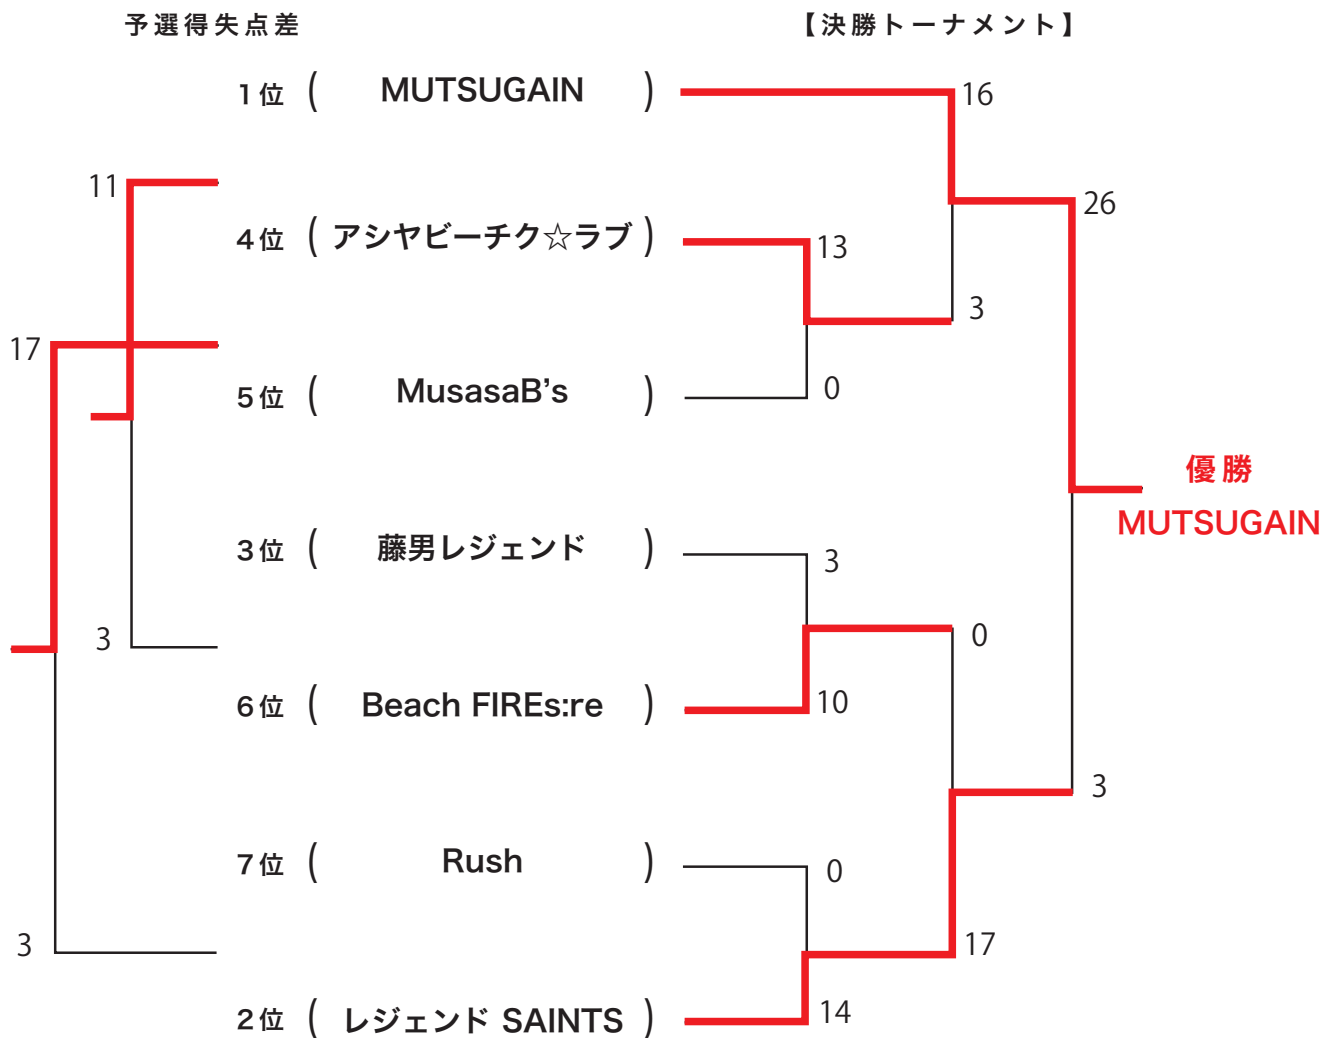 予選得失点差
【決勝トーナメント】
1位 ( MUTSUGAIN )
16
11
26
4位 ( アシヤビーチク☆ラブ )
13
3
17
5位 ( MusasaB's )
0
優勝
MUTSUGAIN
3位 ( 藤男レジェンド )
3
3
0
6位 ( Beach FIREs:re )
10
3
7位 ( Rush )
0
3
17
2位 ( レジェンド SAINTS )
14